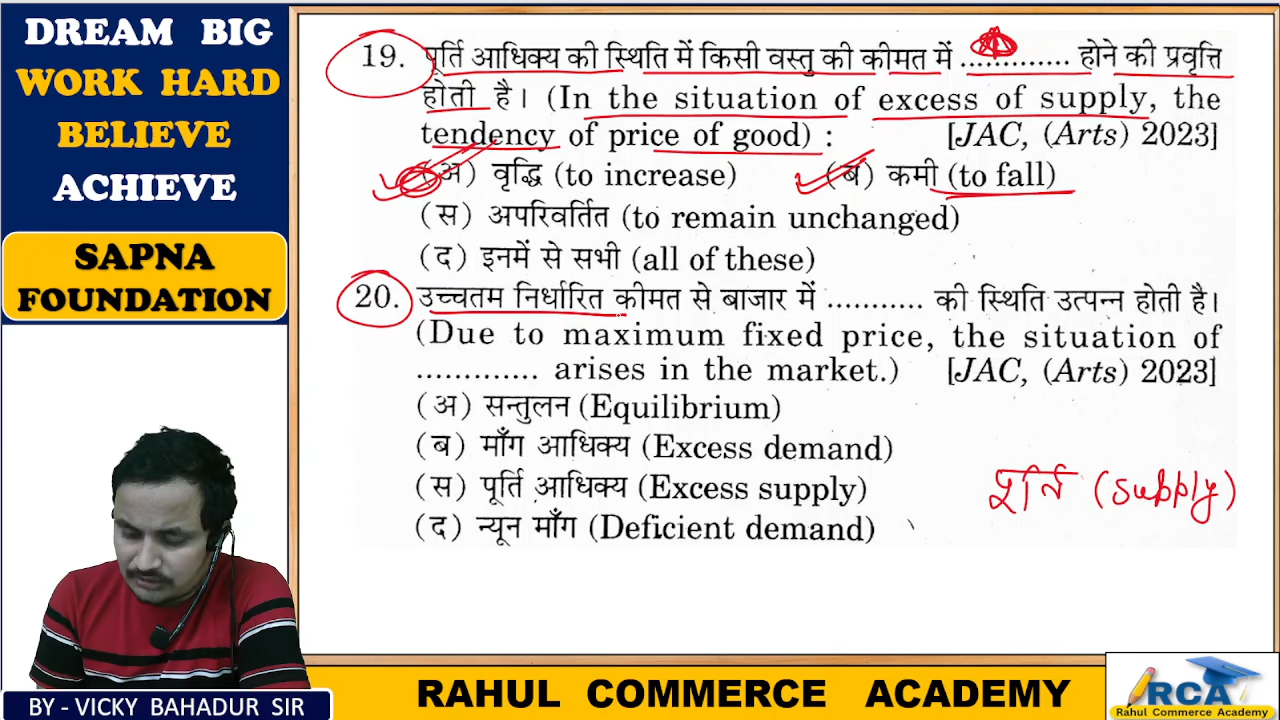 DREAM BIG
WORK HARD
BELIEVE
ACHIEVE
SAPNA
FOUNDATION
19. पूर्ति आधिक्य की स्थिति में किसी वस्तु की कीमत में ............. होने की प्रवृत्ति
होती है। (In the situation of excess of supply, the
tendency of price of good) : [JAC, (Arts) 2023]
(अ) वृद्धि (to increase) (ब) कमी (to fall)
(स) अपरिवर्तित (to remain unchanged)
(द) इनमें से सभी (all of these)
20. उच्चतम निर्धारित कीमत से बाजार में ........... की स्थिति उत्पन्न होती है।
(Due to maximum fixed price, the situation of
............. arises in the market.) [JAC, (Arts) 2023]
(अ) सन्तुलन (Equilibrium)
(ब) माँग आधिक्य (Excess demand)
(स) पूर्ति आधिक्य (Excess supply)
(द) न्यून माँग (Deficient demand)
पूर्ति (supply)
BY - VICKY BAHADUR SIR
RAHUL COMMERCE ACADEMY
RCA
Rahul Commerce Academy